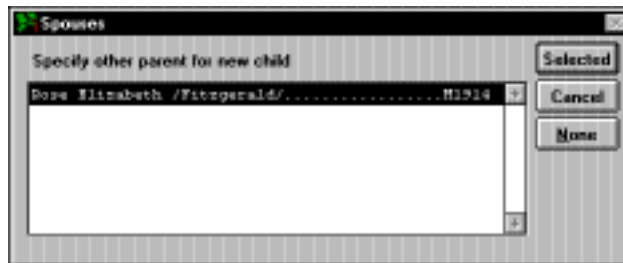 Spouses
Specify other parent for new child
Rose Elizabeth /Fitzgerald/.................M1914
Selected
Cancel
None